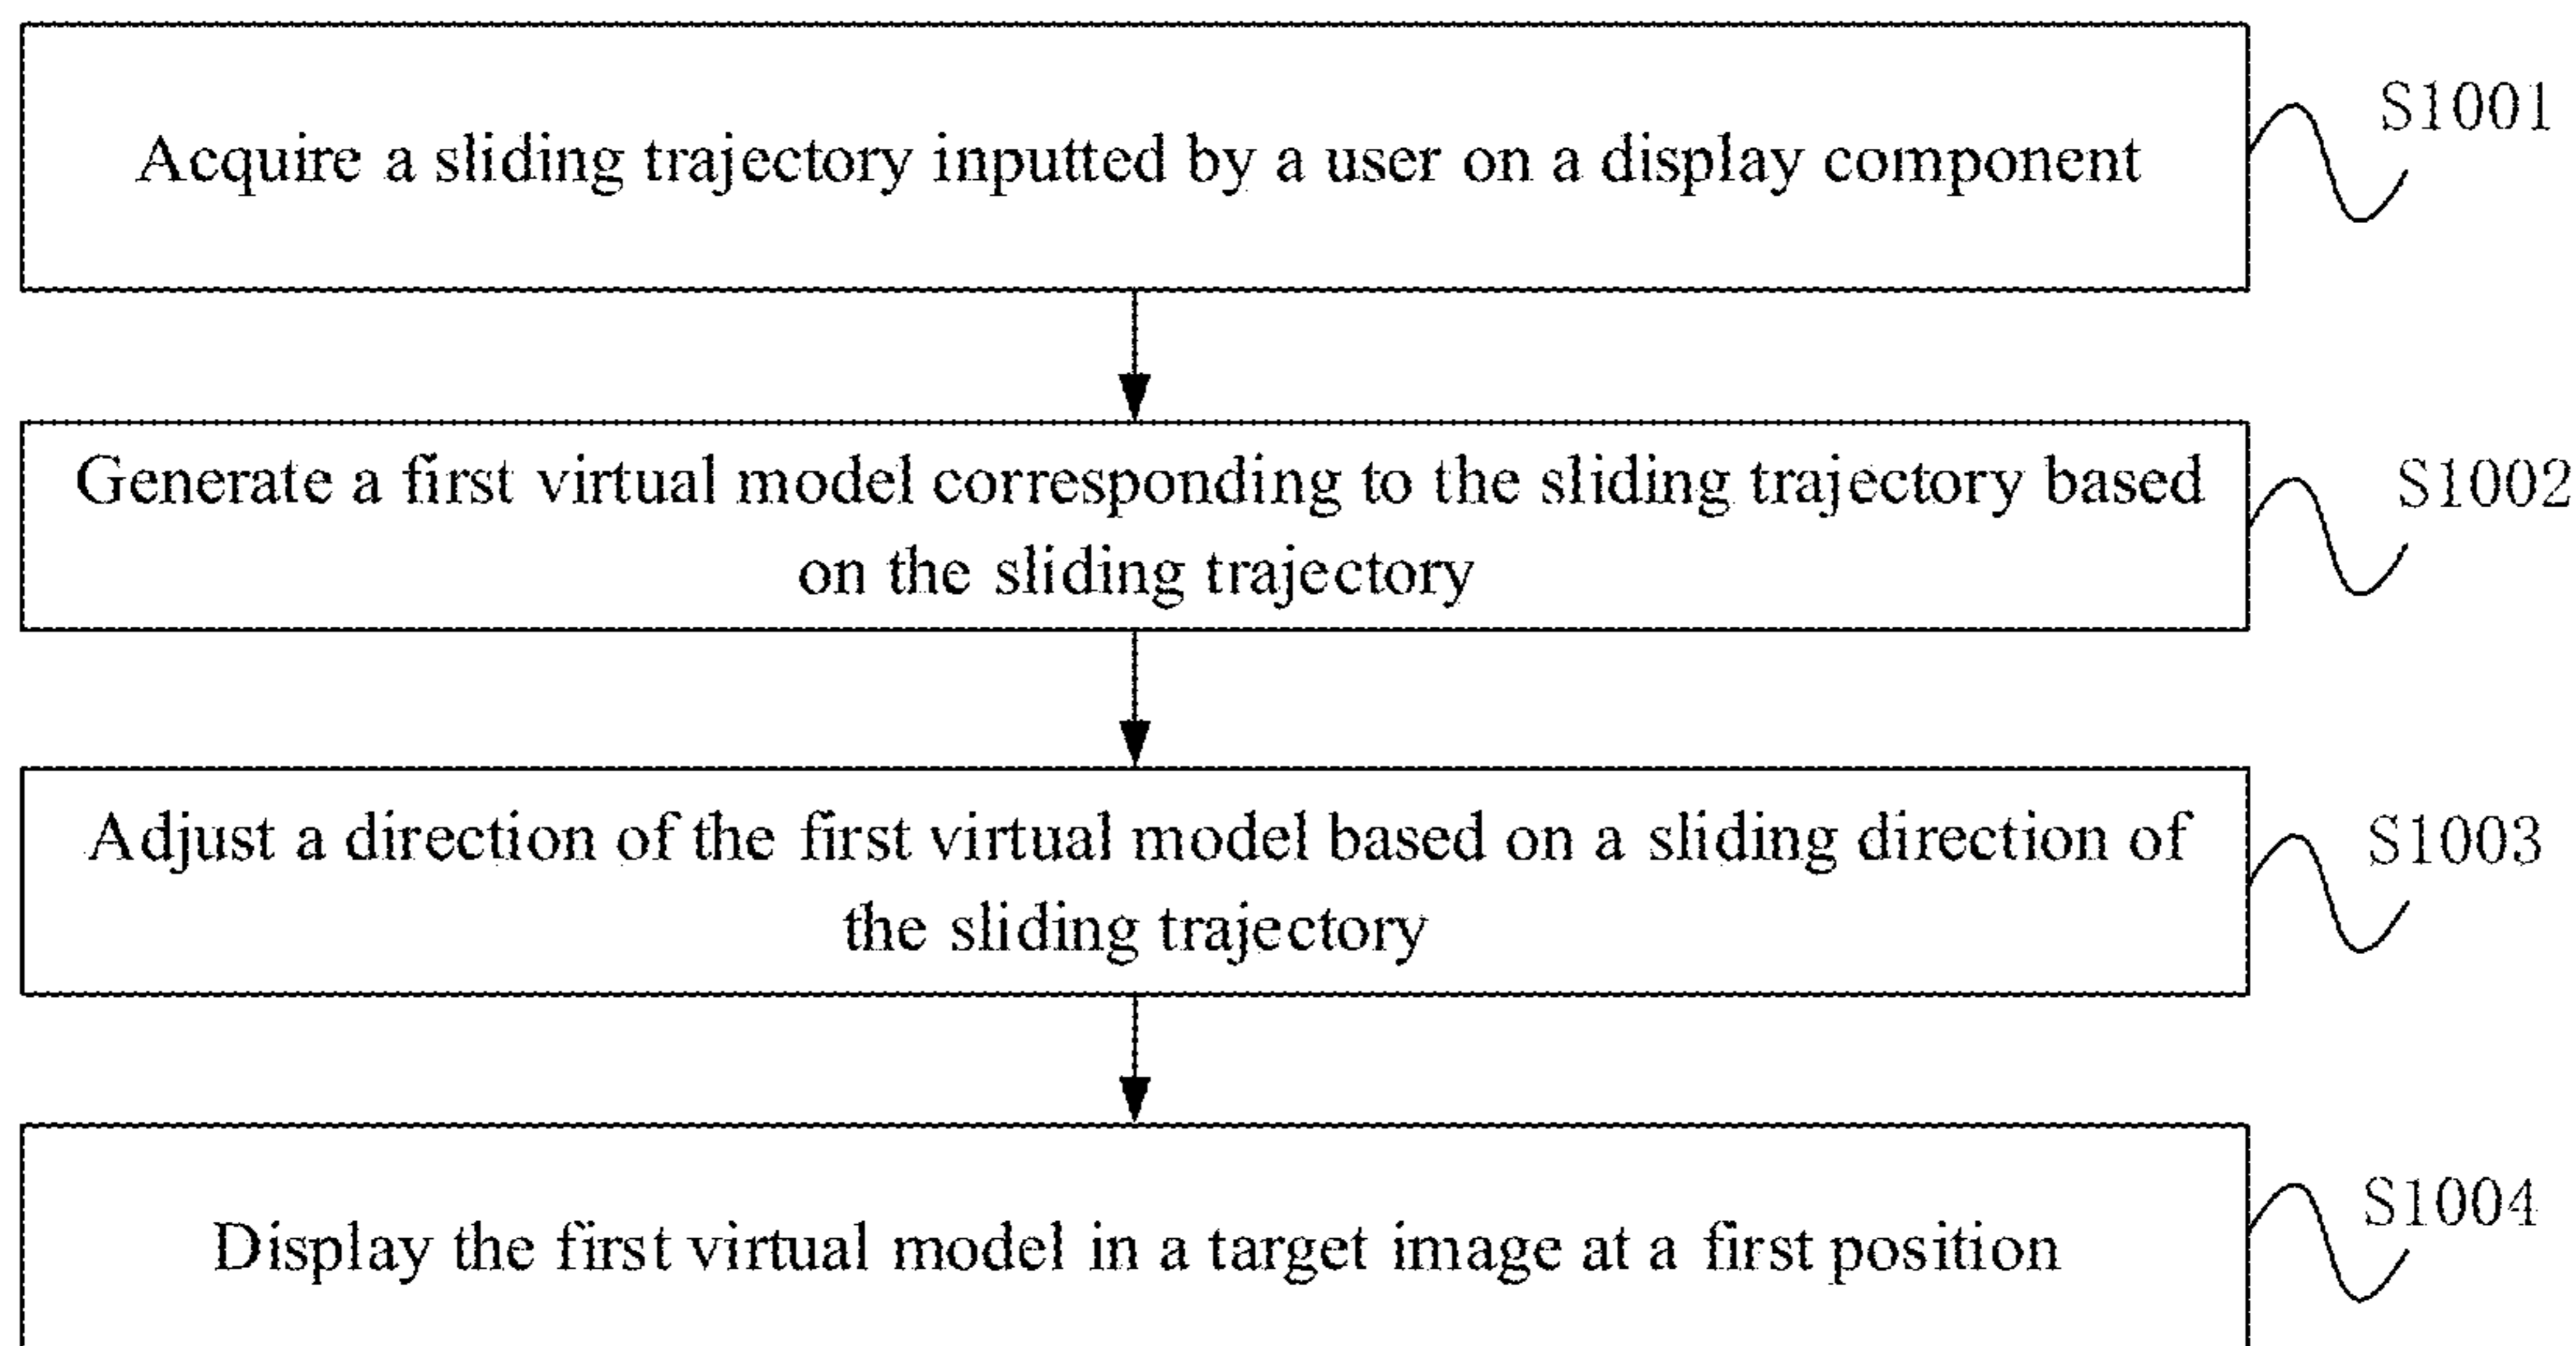 Acquire a sliding trajectory inputted by a user on a display component
S1001
Generate a first virtual model corresponding to the sliding trajectory based
on the sliding trajectory
S1002
Adjust a direction of the first virtual model based on a sliding direction of
the sliding trajectory
S1003
Display the first virtual model in a target image at a first position
S1004